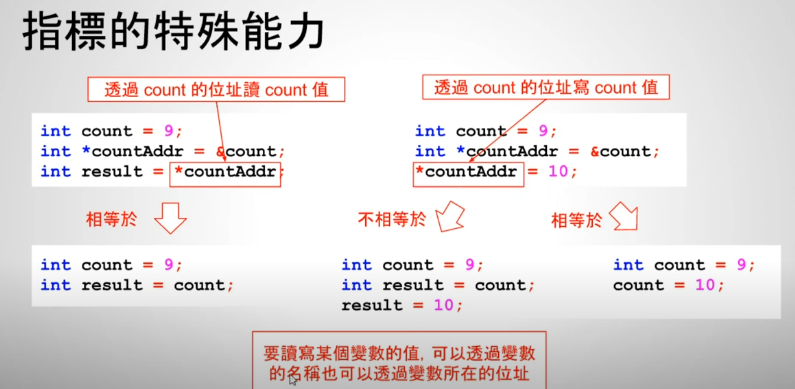 指標的特殊能力
透過 count 的位址讀 count 值
int count = 9;
int *countAddr = &count;
int result = *countAddr;
相等於
int count = 9;
int result = count;
透過 count 的位址寫 count 值
int count = 9;
int *countAddr = &count;
*countAddr = 10;
不相等於
int count = 9;
int result = count;
result = 10;
相等於
int count = 9;
count = 10;
要讀寫某個變數的值, 可以透過變數
的名稱也可以透過變數所在的位址